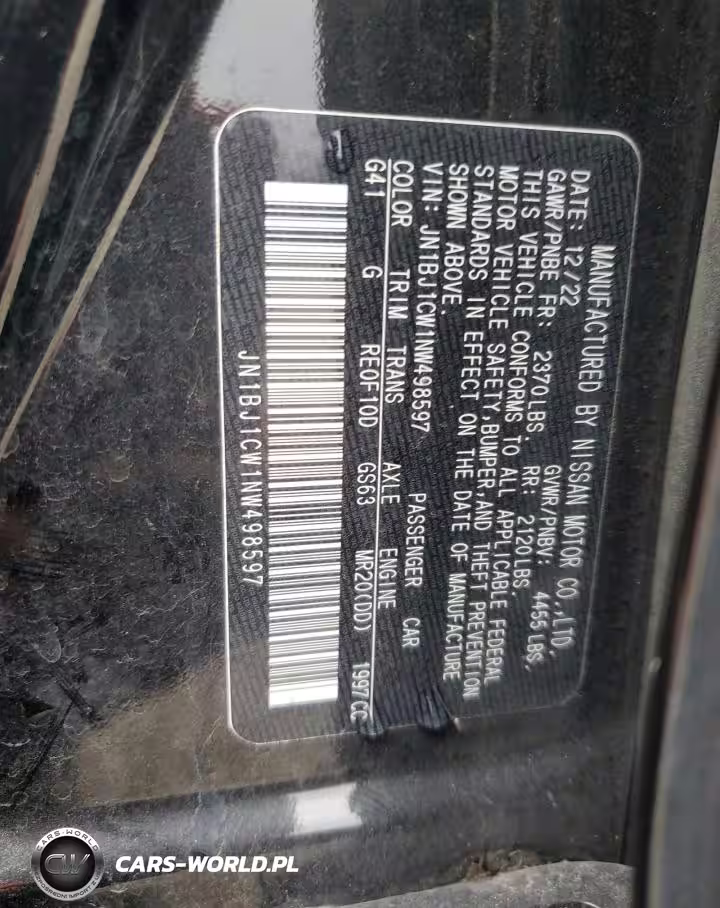 MANUFACTURED BY NISSAN MOTOR CO.,LTD.
DATE: 12/22 GVWR/PNBV: 4455 LBS,
GAWR/PNBE FR: 2370LBS, RR: 2120LBS,
THIS VEHICLE CONFORMS TO ALL APPLICABLE FEDERAL
MOTOR VEHICLE SAFETY,BUMPER,AND THEFT PREVENTION
STANDARDS IN EFFECT ON THE DATE OF MANUFACTURE
SHOWN ABOVE.
VIN: JN1BJ1CW1NW498597 PASSENGER CAR
COLOR TRIM TRANS AXLE ENGINE
G41 G RE0F10D GS63 MR20(DD) 1997CC
JN1BJ1CW1NW498597
CARS-WORLD
CW
CARS-WORLD.PL